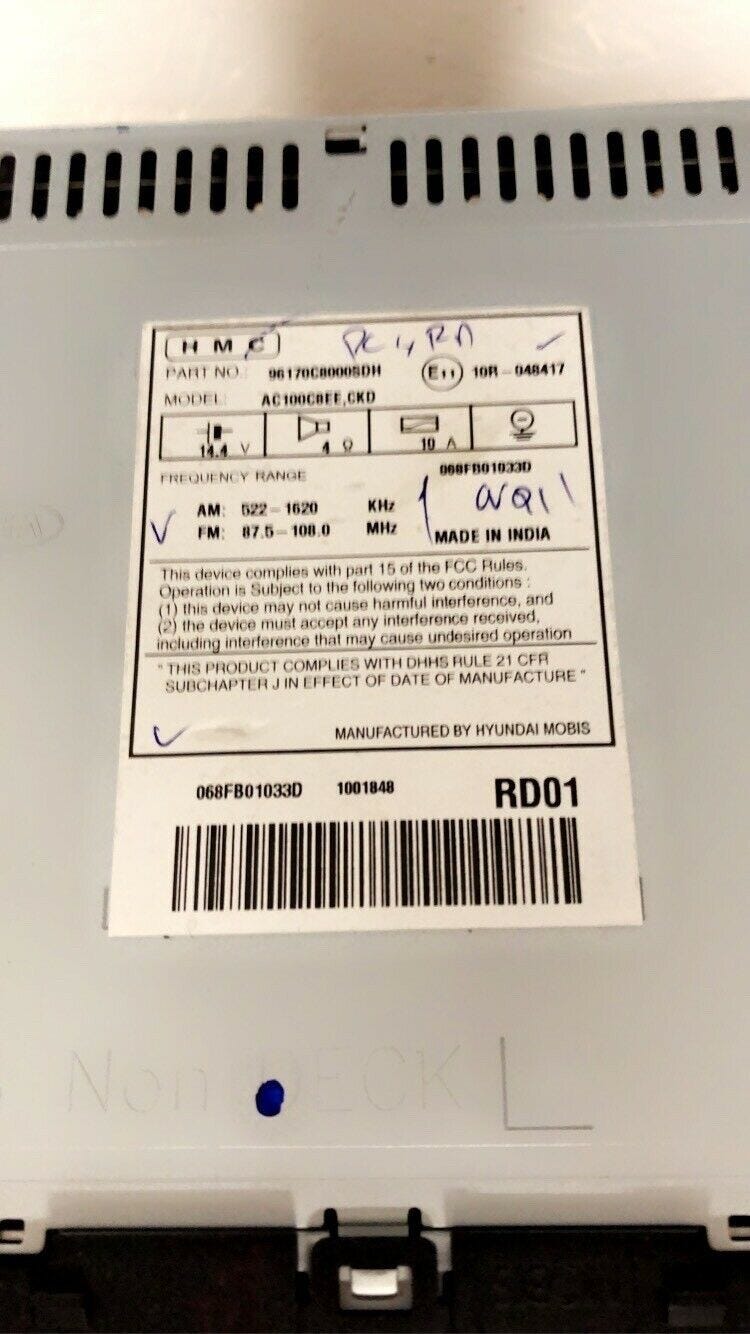 HMC
PART NO. 96170C8000SDH E11 10R-048417
MODEL: AC100C8EE,CKD
14.4 V 4 Ω 10 A
FREQUENCY RANGE 068FB01033D
AM: 522-1620 KHz
FM: 87.5-108.0 MHz MADE IN INDIA
This device complies with part 15 of the FCC Rules.
Operation is Subject to the following two conditions :
(1) this device may not cause harmful interference, and
(2) the device must accept any interference received,
including interference that may cause undesired operation
" THIS PRODUCT COMPLIES WITH DHHS RULE 21 CFR
SUBCHAPTER J IN EFFECT OF DATE OF MANUFACTURE "
MANUFACTURED BY HYUNDAI MOBIS
068FB01033D 1001848 RD01
Non DECK